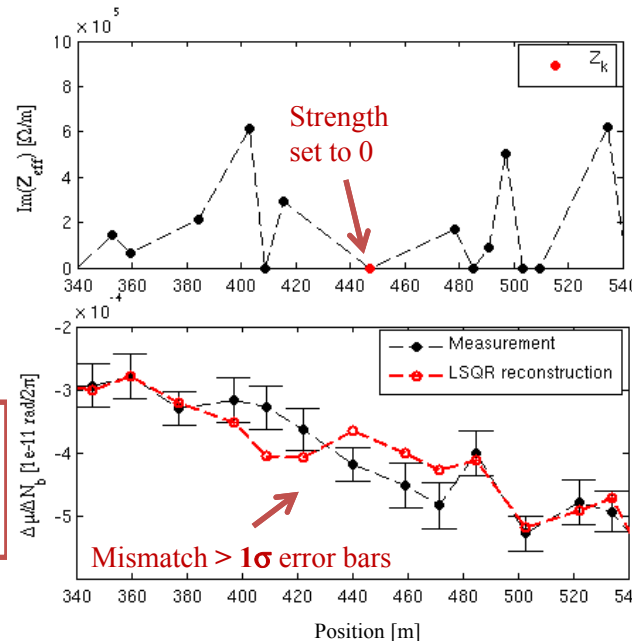 × 10⁵
10
8
6
4
2
0
Im(Z_eff) [Ω/m]
Z_k
Strength
set to 0
340 360 380 400 420 440 460 480 500 520 540
× 10⁻⁴
-2
-3
-4
-5
Δμ/ΔN_b [1e-11 rad/2π]
Measurement
LSQR reconstruction
Mismatch > 1σ error bars
340 360 380 400 420 440 460 480 500 520 540
Position [m]